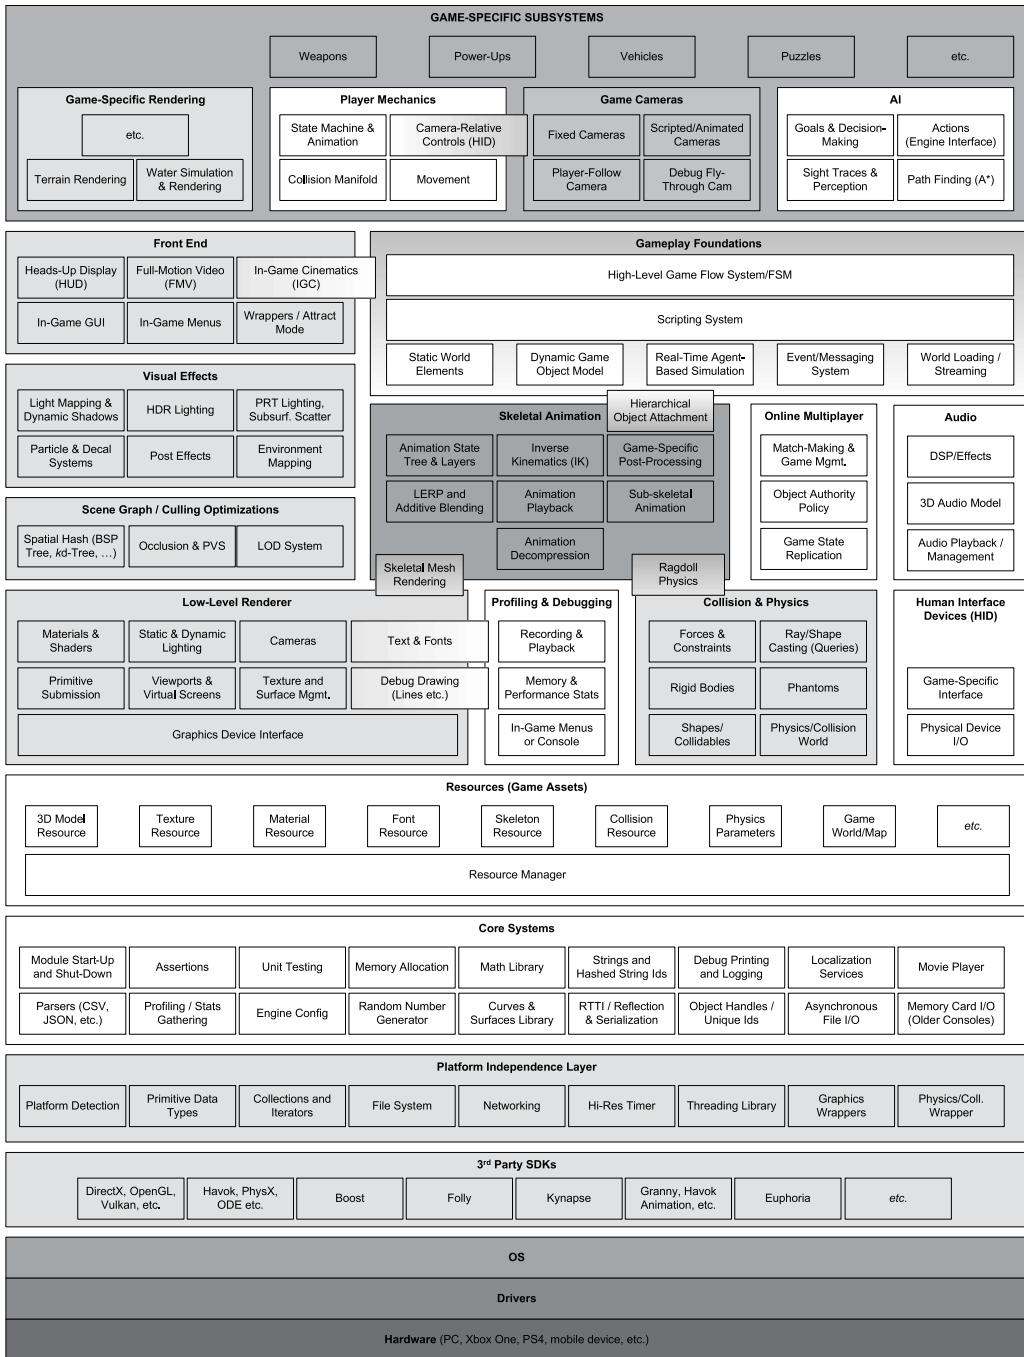 GAME-SPECIFIC SUBSYSTEMS
Weapons
Power-Ups
Vehicles
Puzzles
etc.
Game-Specific Rendering
etc.
Terrain Rendering
Water Simulation
& Rendering
Player Mechanics
State Machine &
Animation
Camera-Relative
Controls (HID)
Collision Manifold
Movement
Game Cameras
Fixed Cameras
Scripted/Animated
Cameras
Player-Follow
Camera
Debug Fly-
Through Cam
AI
Goals & Decision-
Making
Actions
(Engine Interface)
Sight Traces &
Perception
Path Finding (A*)
Front End
Heads-Up Display
(HUD)
Full-Motion Video
(FMV)
In-Game Cinematics
(IGC)
In-Game GUI
In-Game Menus
Wrappers / Attract
Mode
Gameplay Foundations
High-Level Game Flow System/FSM
Scripting System
Static World
Elements
Dynamic Game
Object Model
Real-Time Agent-
Based Simulation
Event/Messaging
System
World Loading /
Streaming
Visual Effects
Light Mapping &
Dynamic Shadows
HDR Lighting
PRT Lighting,
Subsurf. Scatter
Particle & Decal
Systems
Post Effects
Environment
Mapping
Skeletal Animation
Hierarchical
Object Attachment
Animation State
Tree & Layers
Inverse
Kinematics (IK)
Game-Specific
Post-Processing
LERP and
Additive Blending
Animation
Playback
Sub-skeletal
Animation
Animation
Decompression
Skeletal Mesh
Rendering
Ragdoll
Physics
Online Multiplayer
Match-Making &
Game Mgmt.
Object Authority
Policy
Game State
Replication
Audio
DSP/Effects
3D Audio Model
Audio Playback /
Management
Scene Graph / Culling Optimizations
Spatial Hash (BSP
Tree, kd-Tree, …)
Occlusion & PVS
LOD System
Low-Level Renderer
Materials &
Shaders
Static & Dynamic
Lighting
Cameras
Text & Fonts
Primitive
Submission
Viewports &
Virtual Screens
Texture and
Surface Mgmt.
Debug Drawing
(Lines etc.)
Graphics Device Interface
Profiling & Debugging
Recording &
Playback
Memory &
Performance Stats
In-Game Menus
or Console
Collision & Physics
Forces &
Constraints
Ray/Shape
Casting (Queries)
Rigid Bodies
Phantoms
Shapes/
Collidables
Physics/Collision
World
Human Interface
Devices (HID)
Game-Specific
Interface
Physical Device
I/O
Resources (Game Assets)
3D Model
Resource
Texture
Resource
Material
Resource
Font
Resource
Skeleton
Resource
Collision
Resource
Physics
Parameters
Game
World/Map
etc.
Resource Manager
Core Systems
Module Start-Up
and Shut-Down
Assertions
Unit Testing
Memory Allocation
Math Library
Strings and
Hashed String Ids
Debug Printing
and Logging
Localization
Services
Movie Player
Parsers (CSV,
JSON, etc.)
Profiling / Stats
Gathering
Engine Config
Random Number
Generator
Curves &
Surfaces Library
RTTI / Reflection
& Serialization
Object Handles /
Unique Ids
Asynchronous
File I/O
Memory Card I/O
(Older Consoles)
Platform Independence Layer
Platform Detection
Primitive Data
Types
Collections and
Iterators
File System
Networking
Hi-Res Timer
Threading Library
Graphics
Wrappers
Physics/Coll.
Wrapper
3rd Party SDKs
DirectX, OpenGL,
Vulkan, etc.
Havok, PhysX,
ODE etc.
Boost
Folly
Kynapse
Granny, Havok
Animation, etc.
Euphoria
etc.
OS
Drivers
Hardware (PC, Xbox One, PS4, mobile device, etc.)